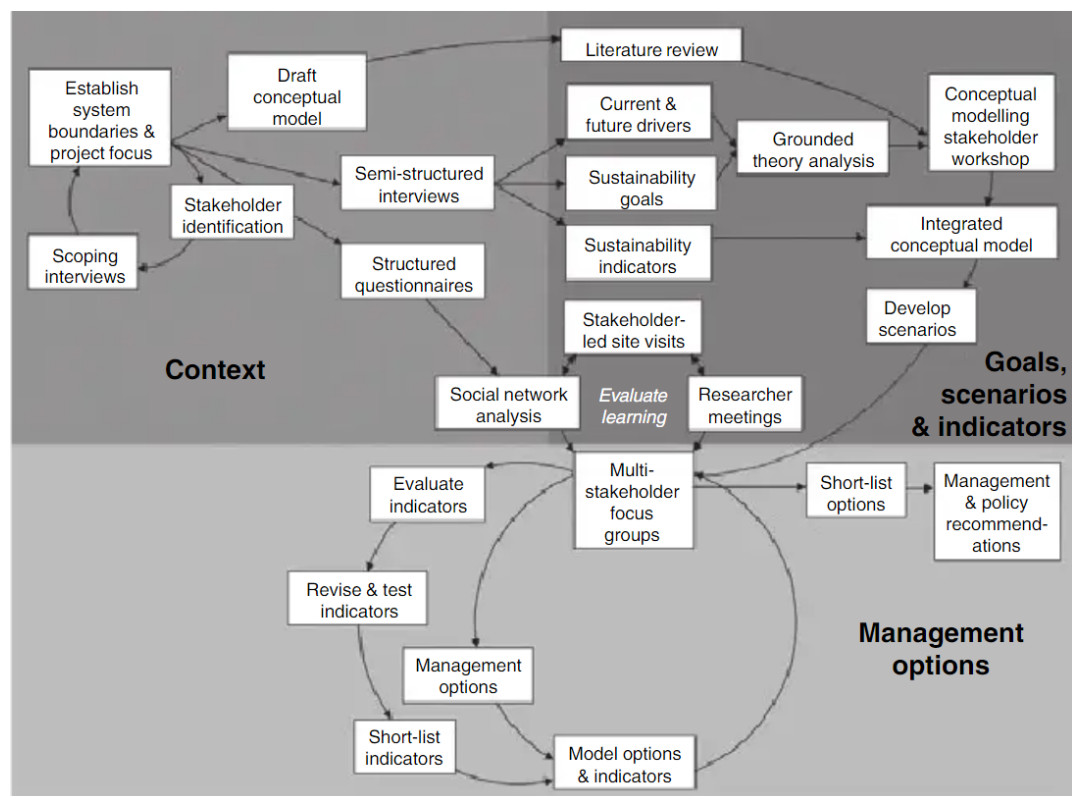 Establish
system
boundaries &
project focus
Draft
conceptual
model
Literature review
Stakeholder
identification
Scoping
interviews
Semi-structured
interviews
Structured
questionnaires
Current &
future drivers
Sustainability
goals
Sustainability
indicators
Grounded
theory analysis
Conceptual
modelling
stakeholder
workshop
Integrated
conceptual model
Develop
scenarios
Stakeholder-
led site visits
Social network
analysis
Evaluate
learning
Researcher
meetings
Context
Goals,
scenarios
& indicators
Multi-
stakeholder
focus
groups
Evaluate
indicators
Revise & test
indicators
Management
options
Short-list
indicators
Model options
& indicators
Short-list
options
Management
& policy
recommend-
ations
Management
options